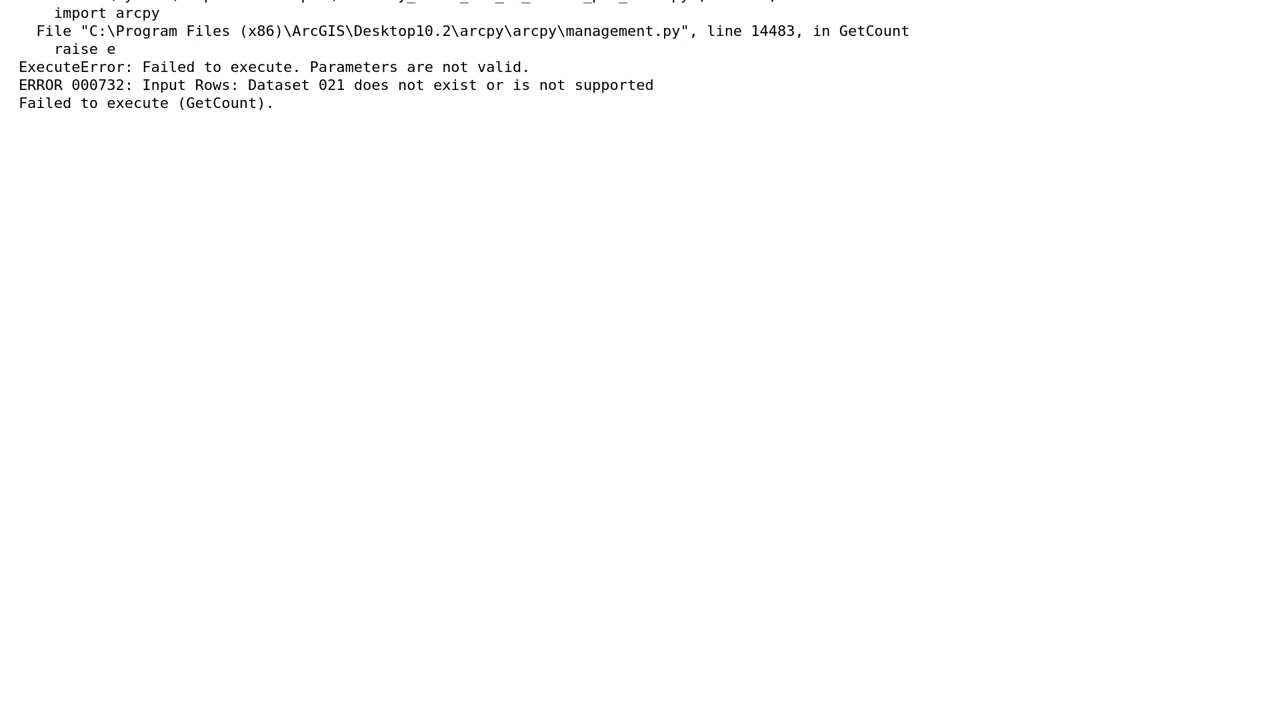 import arcpy
File "C:\Program Files (x86)\ArcGIS\Desktop10.2\arcpy\arcpy\management.py", line 14483, in GetCount
raise e
ExecuteError: Failed to execute. Parameters are not valid.
ERROR 000732: Input Rows: Dataset 021 does not exist or is not supported
Failed to execute (GetCount).